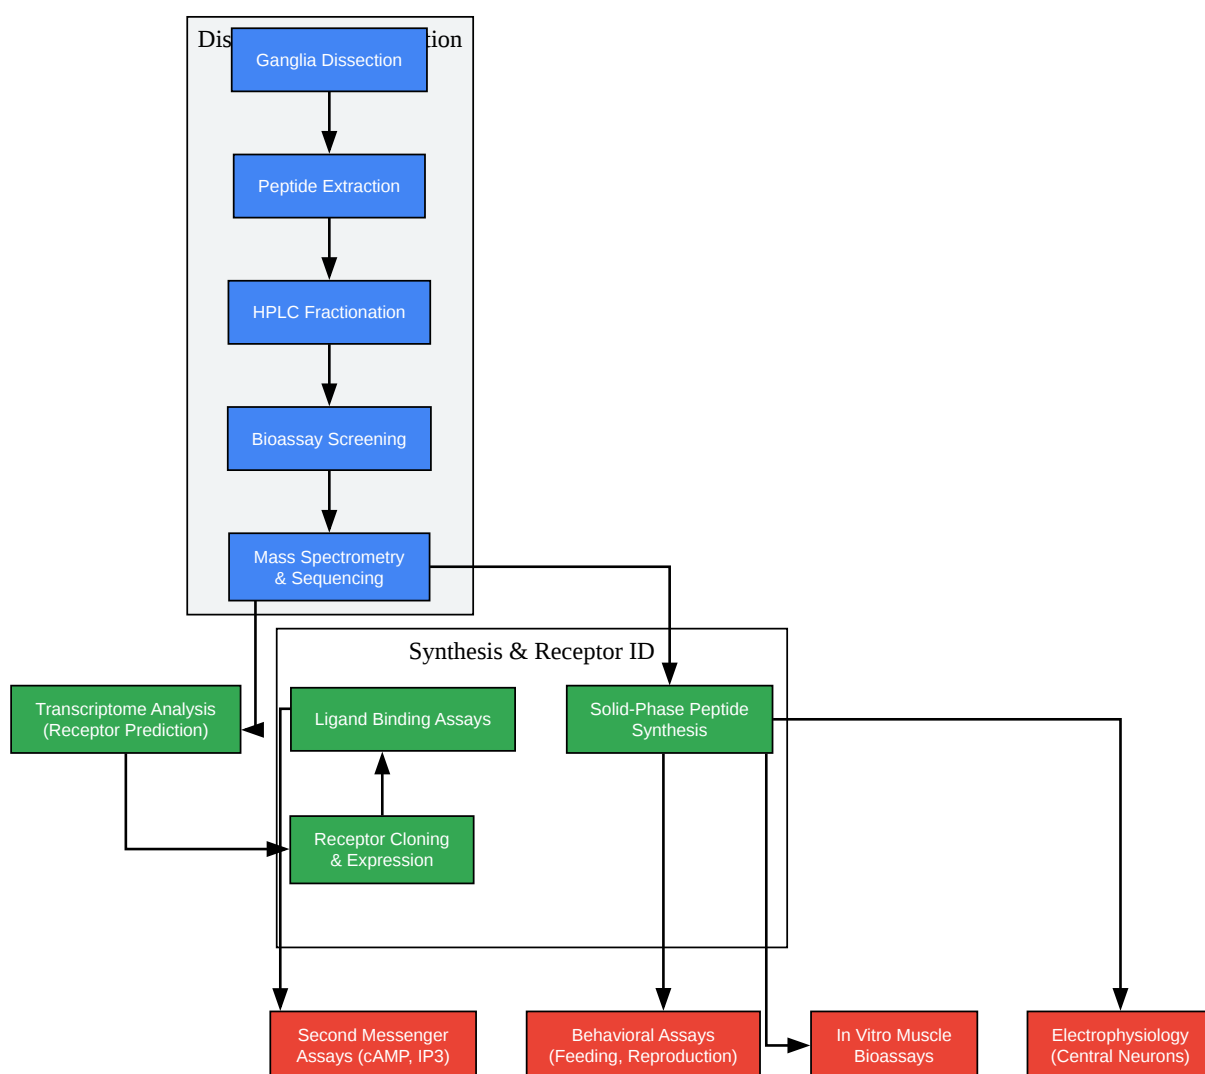 Ganglia Dissection
Peptide Extraction
HPLC Fractionation
Bioassay Screening
Mass Spectrometry
& Sequencing
Synthesis & Receptor ID
Transcriptome Analysis
(Receptor Prediction)
Ligand Binding Assays
Solid-Phase Peptide
Synthesis
Receptor Cloning
& Expression
Second Messenger
Assays (cAMP, IP3)
Behavioral Assays
(Feeding, Reproduction)
In Vitro Muscle
Bioassays
Electrophysiology
(Central Neurons)